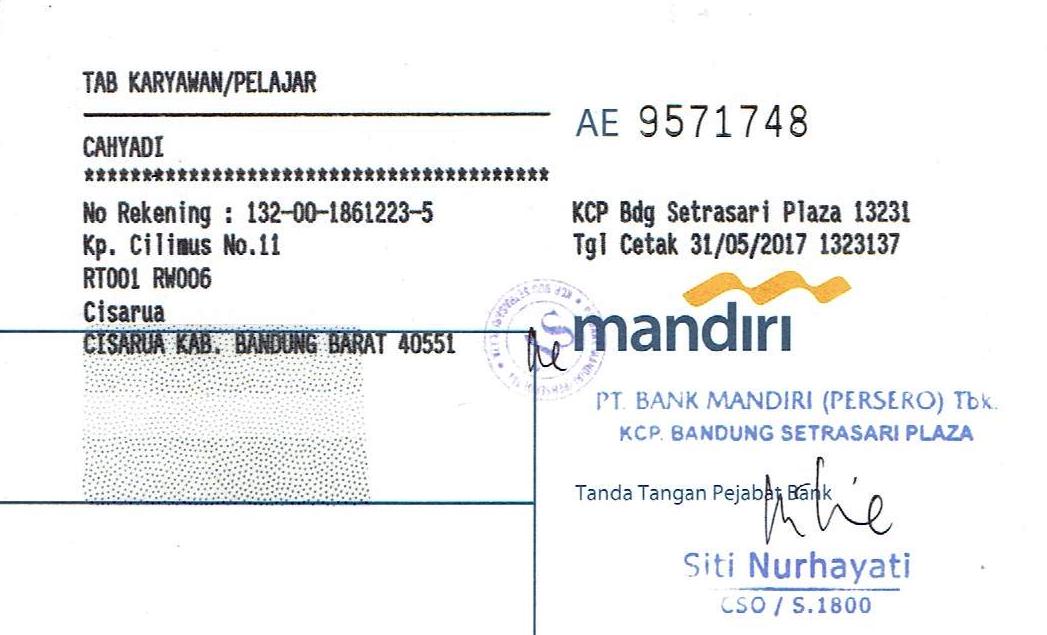 TAB KARYAWAN/PELAJAR
AE 9571748
CAHYADI
****************************************
No Rekening : 132-00-1861223-5
KCP Bdg Setrasari Plaza 13231
Kp. Cilimus No.11
Tgl Cetak 31/05/2017 1323137
RT001 RW006
Cisarua
mandiri
CISARUA KAB. BANDUNG BARAT 40551
PT. BANK MANDIRI (PERSERO) Tbk.
KCP. BANDUNG SETRASARI PLAZA
Tanda Tangan Pejabat Bank
Siti Nurhayati
CSO / S.1800